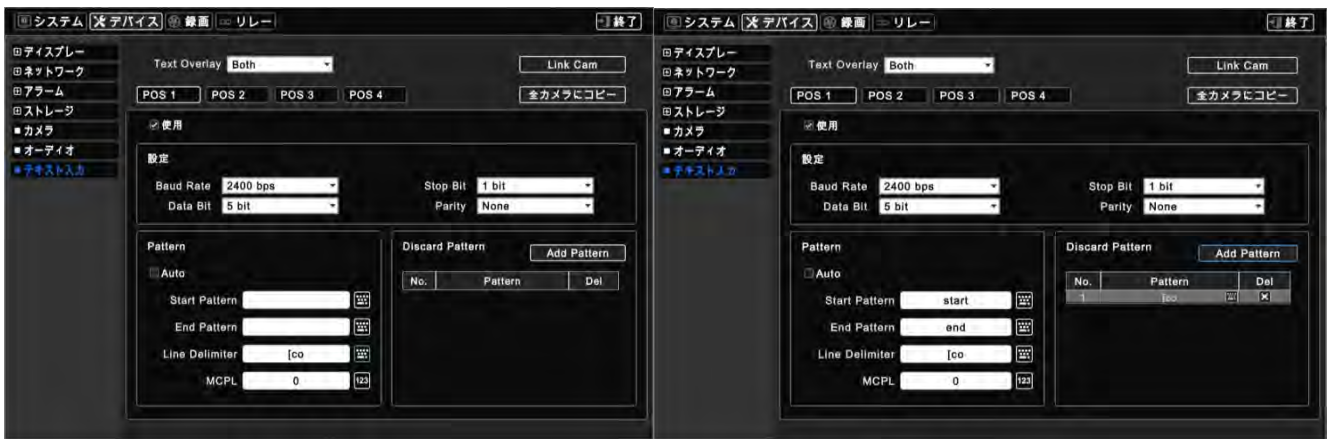 システム デバイス 録画 リレー 終了
ディスプレー
ネットワーク
アラーム
ストレージ
カメラ
オーディオ
テキスト入力
Text Overlay Both Link Cam
POS 1 POS 2 POS 3 POS 4 全カメラにコピー
使用
設定
Baud Rate 2400 bps Stop Bit 1 bit
Data Bit 5 bit Parity None
Pattern Discard Pattern Add Pattern
Auto No. Pattern Del
Start Pattern
End Pattern
Line Delimiter [co
MCPL 0 123
システム デバイス 録画 リレー 終了
ディスプレー
ネットワーク
アラーム
ストレージ
カメラ
オーディオ
テキスト入力
Text Overlay Both Link Cam
POS 1 POS 2 POS 3 POS 4 全カメラにコピー
使用
設定
Baud Rate 2400 bps Stop Bit 1 bit
Data Bit 5 bit Parity None
Pattern Discard Pattern Add Pattern
Auto No. Pattern Del
Start Pattern start 1 [co
End Pattern end
Line Delimiter [co
MCPL 0 123